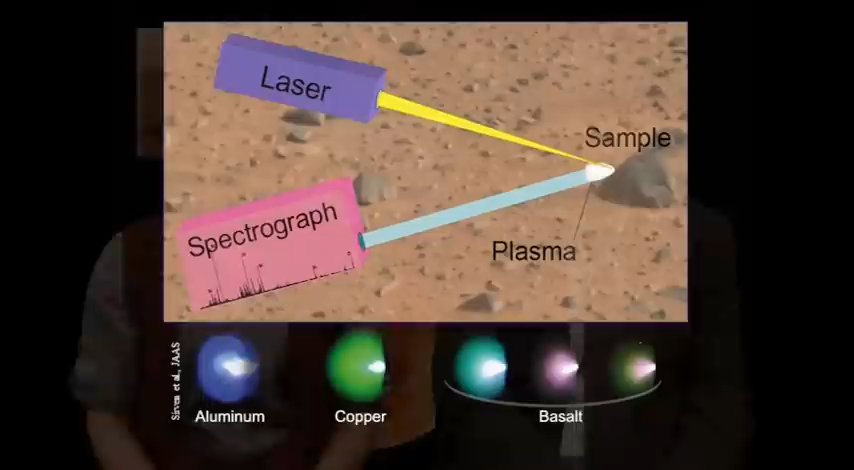 Laser
Sample
Spectrograph
Plasma
Sirven et al., JAAS
Aluminum
Copper
Basalt